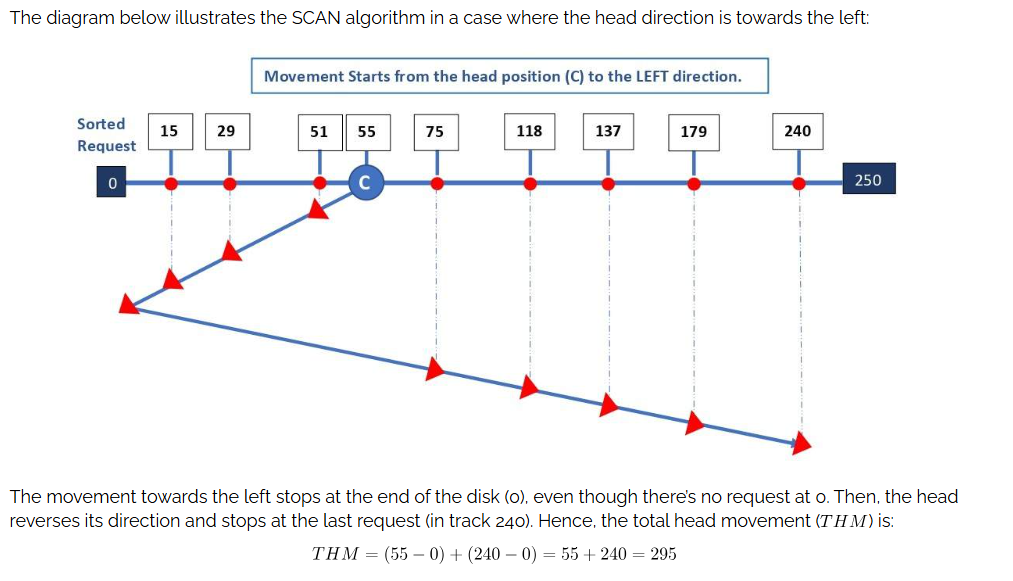 The diagram below illustrates the SCAN algorithm in a case where the head direction is towards the left:
Movement Starts from the head position (C) to the LEFT direction.
Sorted
Request
15 29 51 55 75 118 137 179 240
0 C 250
The movement towards the left stops at the end of the disk (0), even though there's no request at 0. Then, the head
reverses its direction and stops at the last request (in track 240). Hence, the total head movement (THM) is:
THM = (55 − 0) + (240 − 0) = 55 + 240 = 295